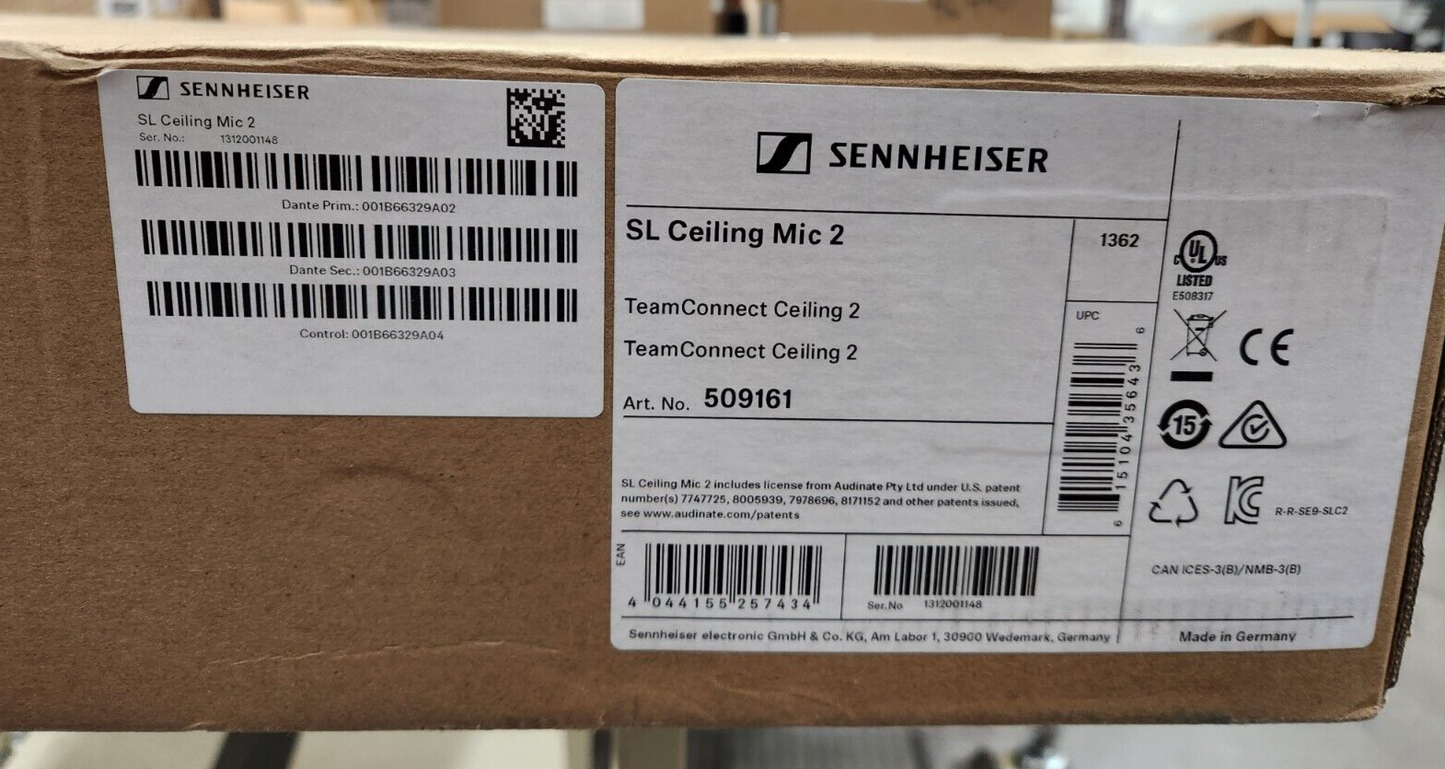 SENNHEISER
SL Ceiling Mic 2
Ser. No.: 1312001148
Dante Prim.: 001B66329A02
Dante Sec.: 001B66329A03
Control: 001B66329A04
SENNHEISER
SL Ceiling Mic 2
1362
TeamConnect Ceiling 2
TeamConnect Ceiling 2
Art. No. 509161
UPC
6 15104 35643 6
SL Ceiling Mic 2 includes license from Audinate Pty Ltd under U.S. patent
number(s) 7747725, 8005939, 7978696, 8171152 and other patents issued,
see www.audinate.com/patents
EAN
4 044155 257434
Ser.No 1312001148
Sennheiser electronic GmbH & Co. KG, Am Labor 1, 30900 Wedemark, Germany
C UL US
LISTED
E508317
CE
15
R-R-SE9-SLC2
CAN ICES-3(B)/NMB-3(B)
Made in Germany